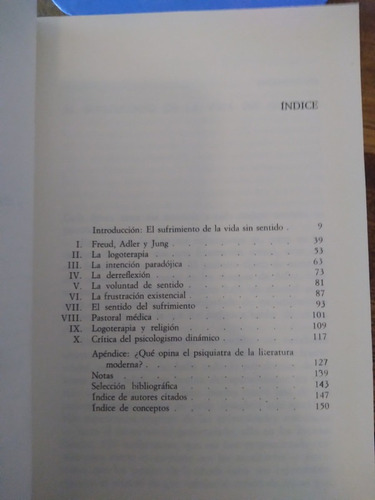 ÍNDICE
Introducción: El sufrimiento de la vida sin sentido . 9
I. Freud, Adler y Jung . . . . . . . . 39
II. La logoterapia . . . . . . . . . 53
III. La intención paradójica . . . . . . . 63
IV. La derreflexión . . . . . . . . . 73
V. La voluntad de sentido . . . . . . . 81
VI. La frustración existencial . . . . . . . 87
VII. El sentido del sufrimiento . . . . . . . 93
VIII. Pastoral médica . . . . . . . . . 101
IX. Logoterapia y religión . . . . . . . 109
X. Crítica del psicologismo dinámico . . . . . 117
Apéndice: ¿Qué opina el psiquiatra de la literatura
moderna? . . . . . . . . . . 127
Notas . . . . . . . . . . . 139
Selección bibliográfica . . . . . . . . 143
Índice de autores citados . . . . . . . 147
Índice de conceptos . . . . . . . . . 150